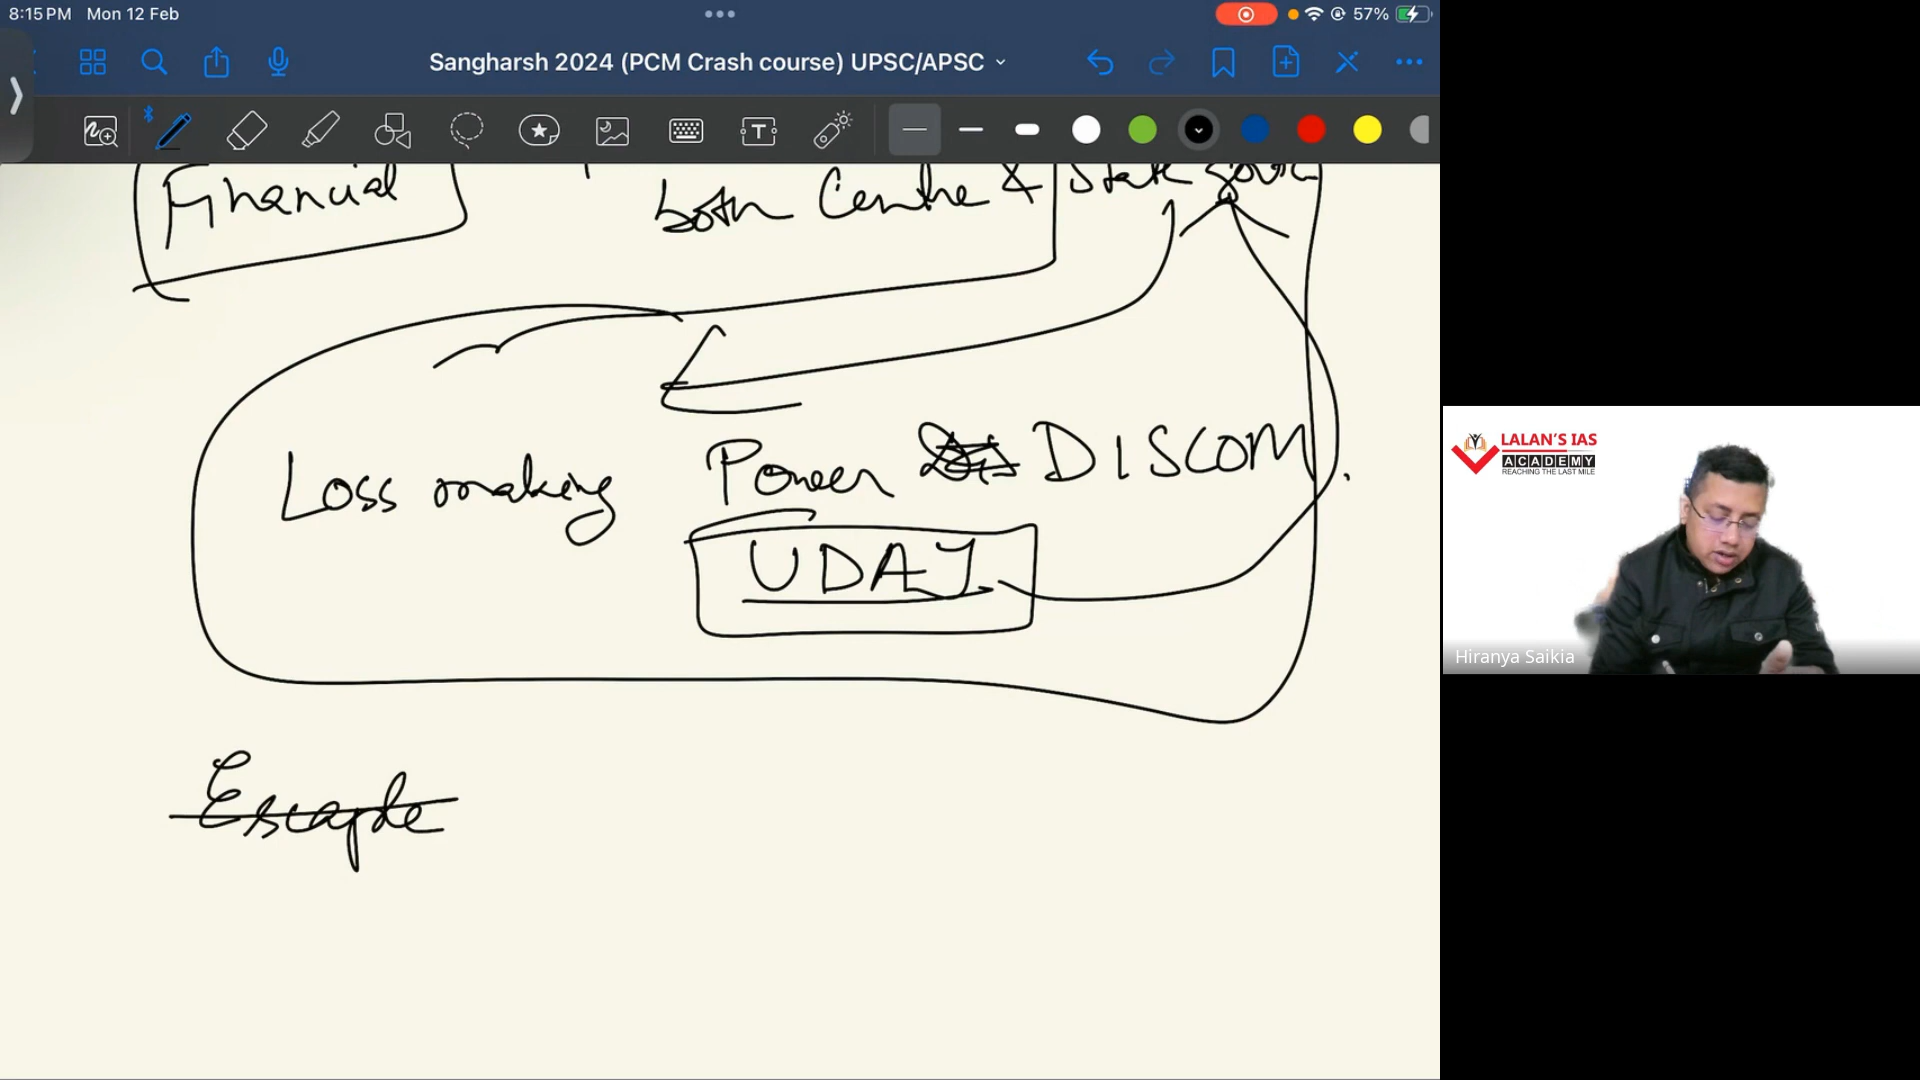 8:15 PM Mon 12 Feb
57%
Sangharsh 2024 (PCM Crash course) UPSC/APSC
Financial
both Centre & State Govt
Loss making Power DISCOM.
UDAY
Escapde
LALAN'S IAS
ACADEMY
REACHING THE LAST MILE
Hiranya Saikia